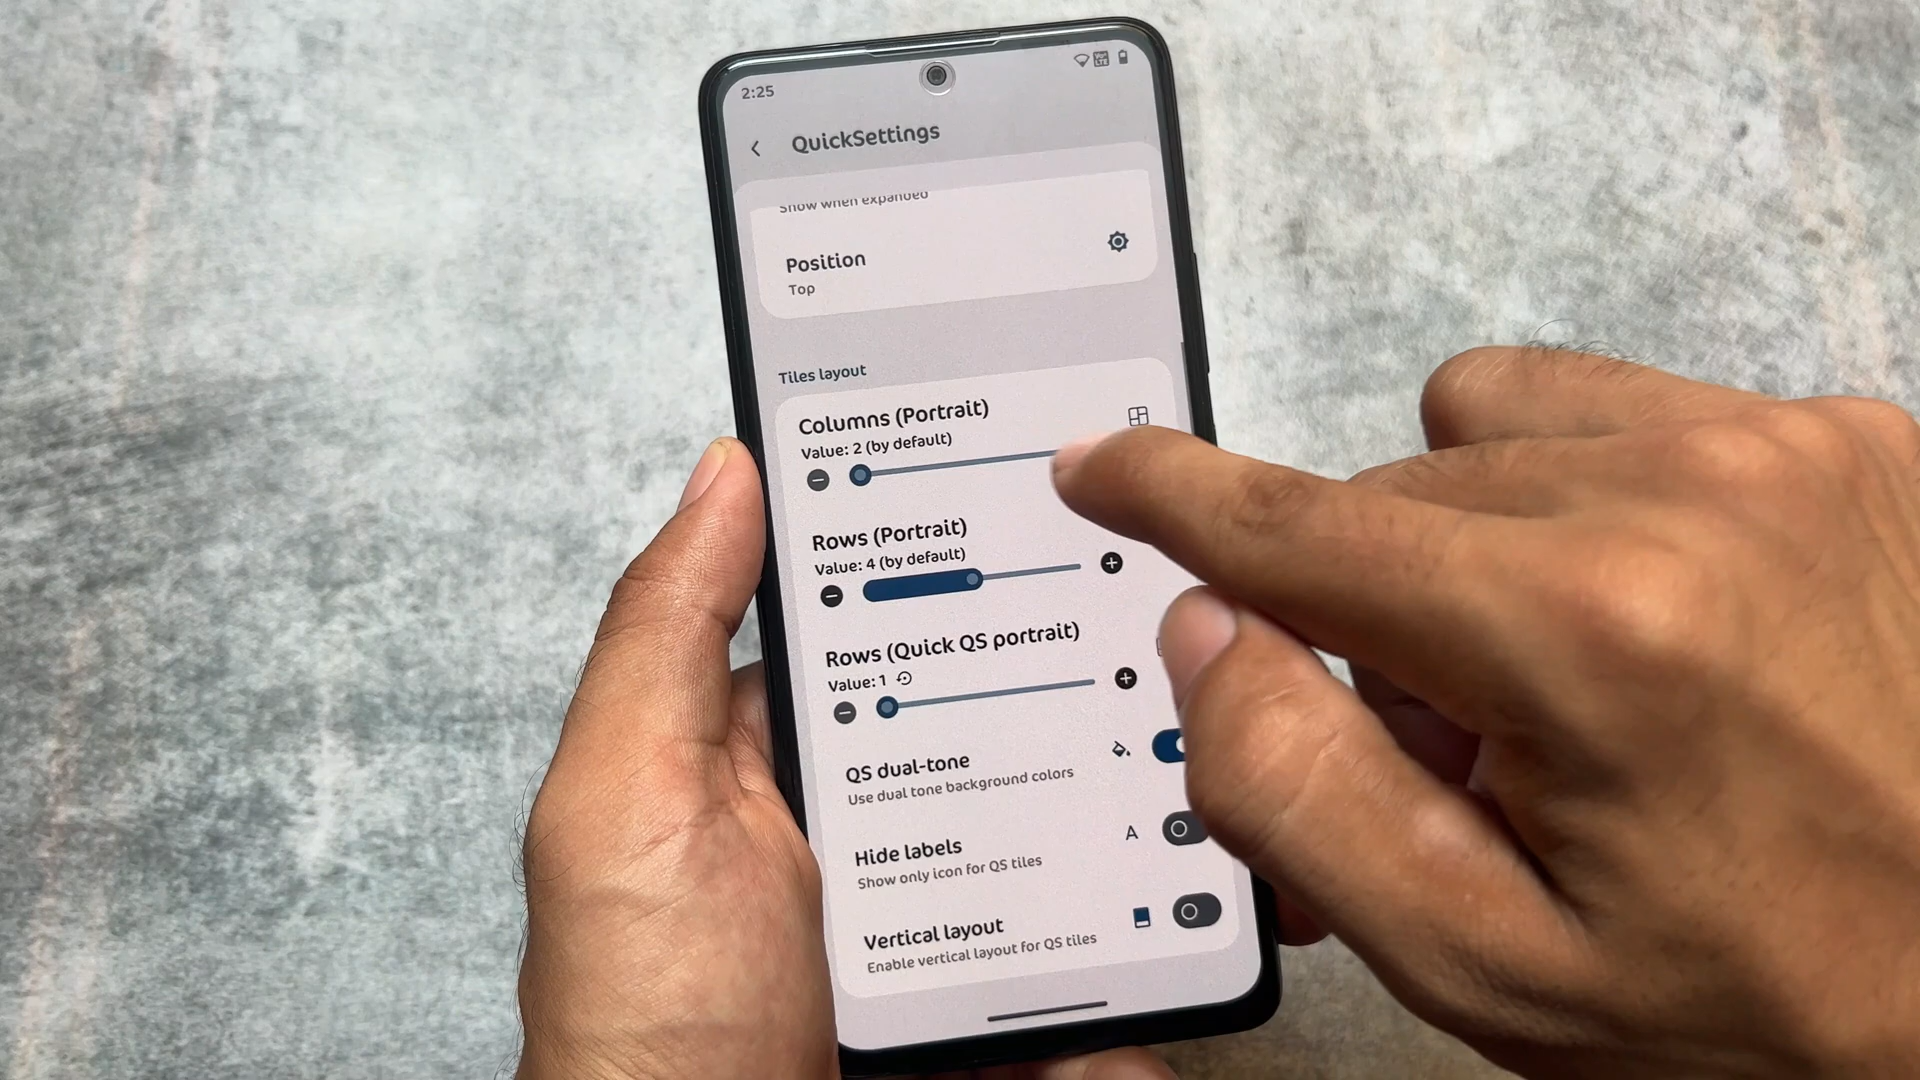 2:25
Vo)) LTE
QuickSettings
Show when expanded
Position
Top
Tiles layout
Columns (Portrait)
Value: 2 (by default)
Rows (Portrait)
Value: 4 (by default)
Rows (Quick QS portrait)
Value: 1
QS dual-tone
Use dual tone background colors
Hide labels
Show only icon for QS tiles
A
Vertical layout
Enable vertical layout for QS tiles